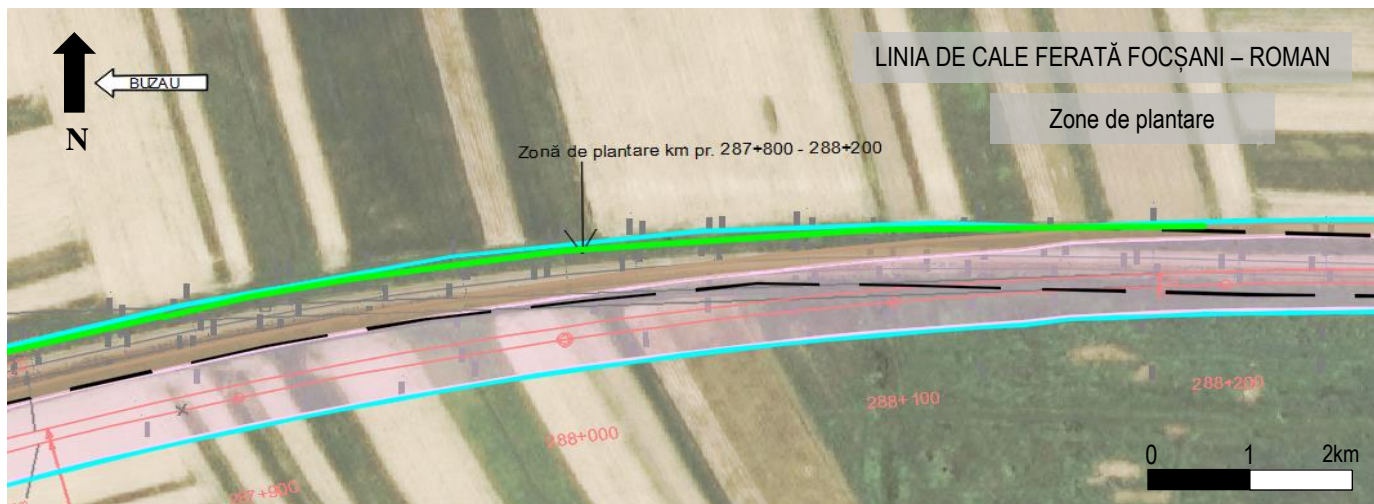 LINIA DE CALE FERATĂ FOCȘANI – ROMAN
BUZAU
Zone de plantare
N
Zonă de plantare km pr. 287+800 - 288+200
288+200
288+100
288+000
287+900
0 1 2km